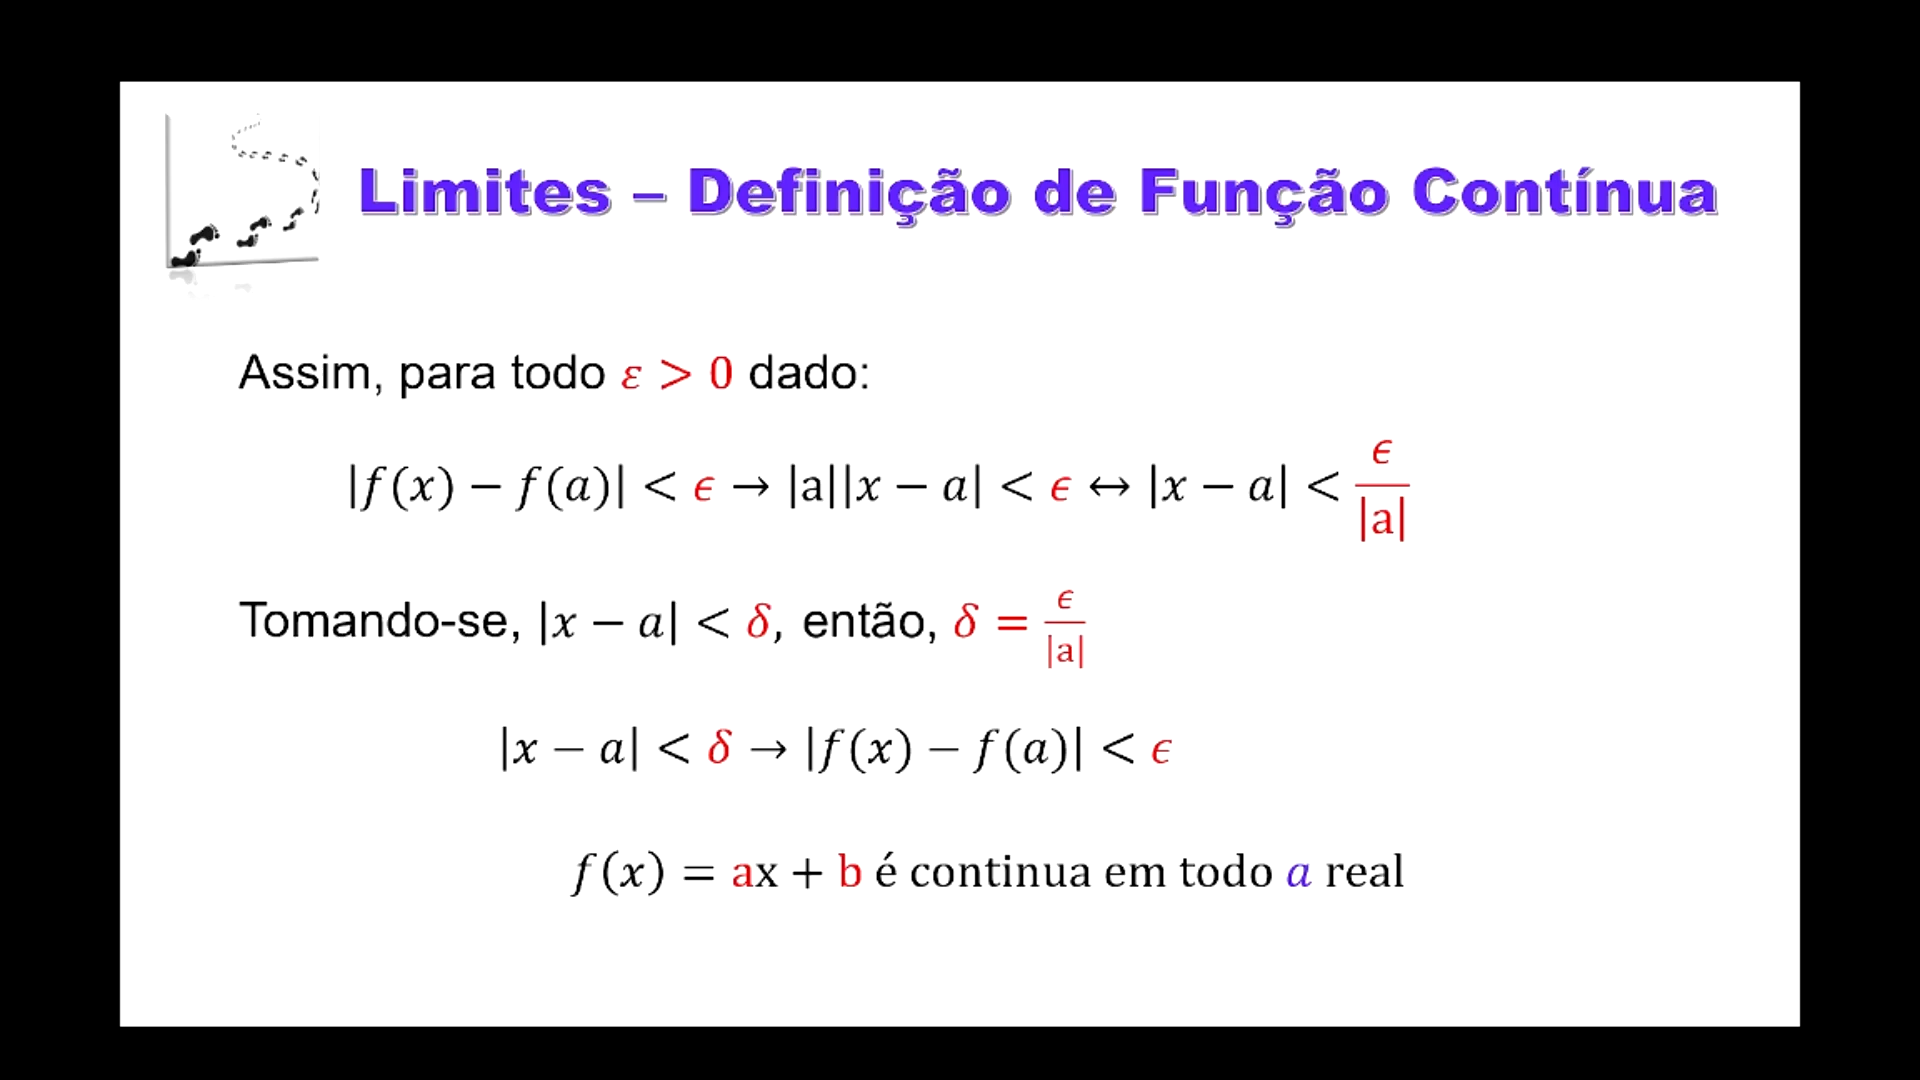 Limites – Definição de Função Contínua
Assim, para todo ε > 0 dado:
|f(x) − f(a)| < ϵ → |a||x − a| < ϵ ↔ |x − a| < ϵ/|a|
Tomando-se, |x − a| < δ, então, δ = ϵ/|a|
|x − a| < δ → |f(x) − f(a)| < ϵ
f(x) = ax + b é continua em todo a real